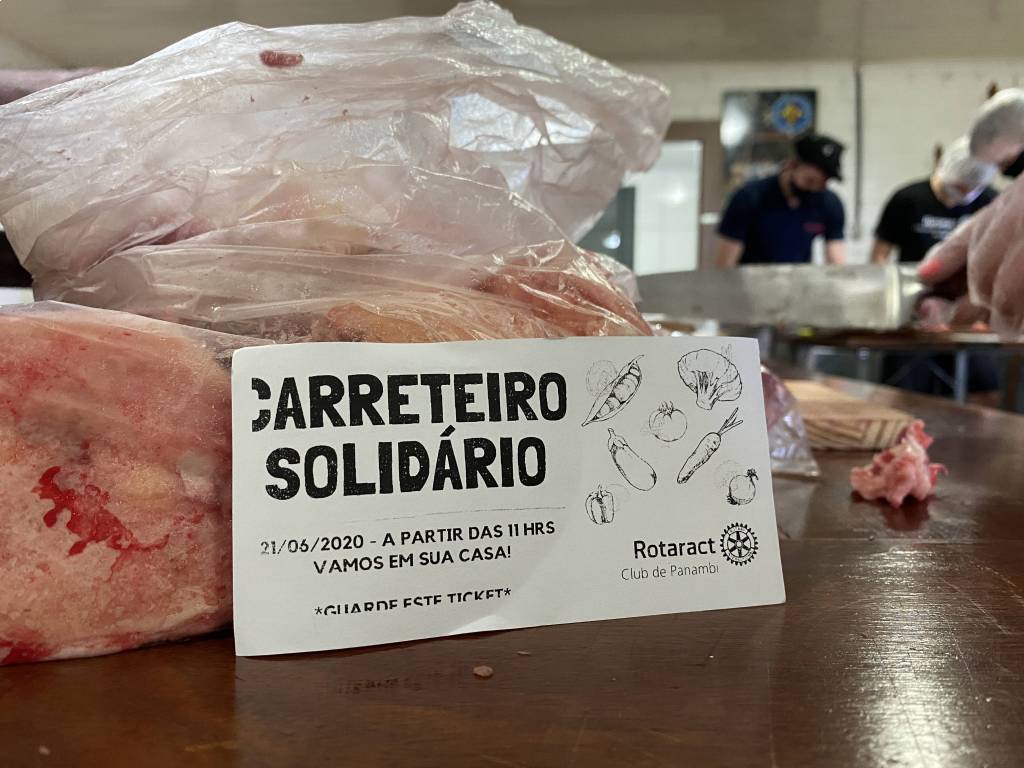 CARRETEIRO
SOLIDÁRIO
21/06/2020 - A PARTIR DAS 11 HRS
VAMOS EM SUA CASA!
*GUARDE ESTE TICKET*
Rotaract
Club de Panambi